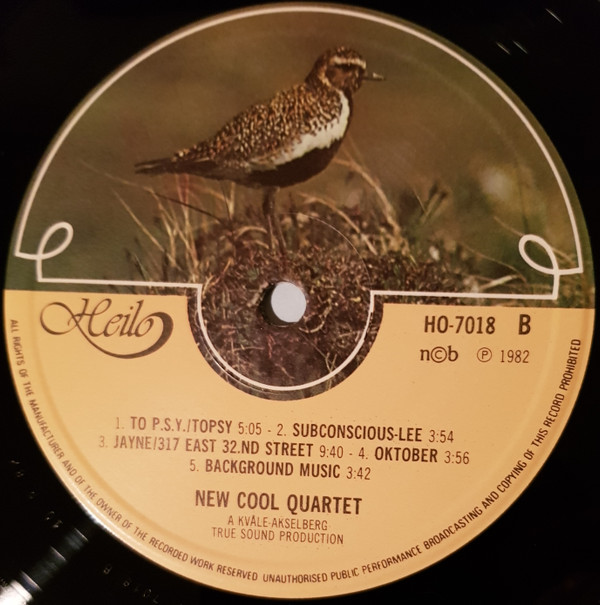 Heilo
HO-7018 B
n©b ℗ 1982
1. TO P.S.Y./TOPSY 5:05 - 2. SUBCONSCIOUS-LEE 3:54
3. JAYNE/317 EAST 32.ND STREET 9:40 - 4. OKTOBER 3:56
5. BACKGROUND MUSIC 3:42
NEW COOL QUARTET
A KVÅLE-AKSELBERG
TRUE SOUND PRODUCTION
ALL RIGHTS OF THE MANUFACTURER AND OF THE OWNER OF THE RECORDED WORK RESERVED UNAUTHORISED PUBLIC PERFORMANCE BROADCASTING AND COPYING OF THIS RECORD PROHIBITED